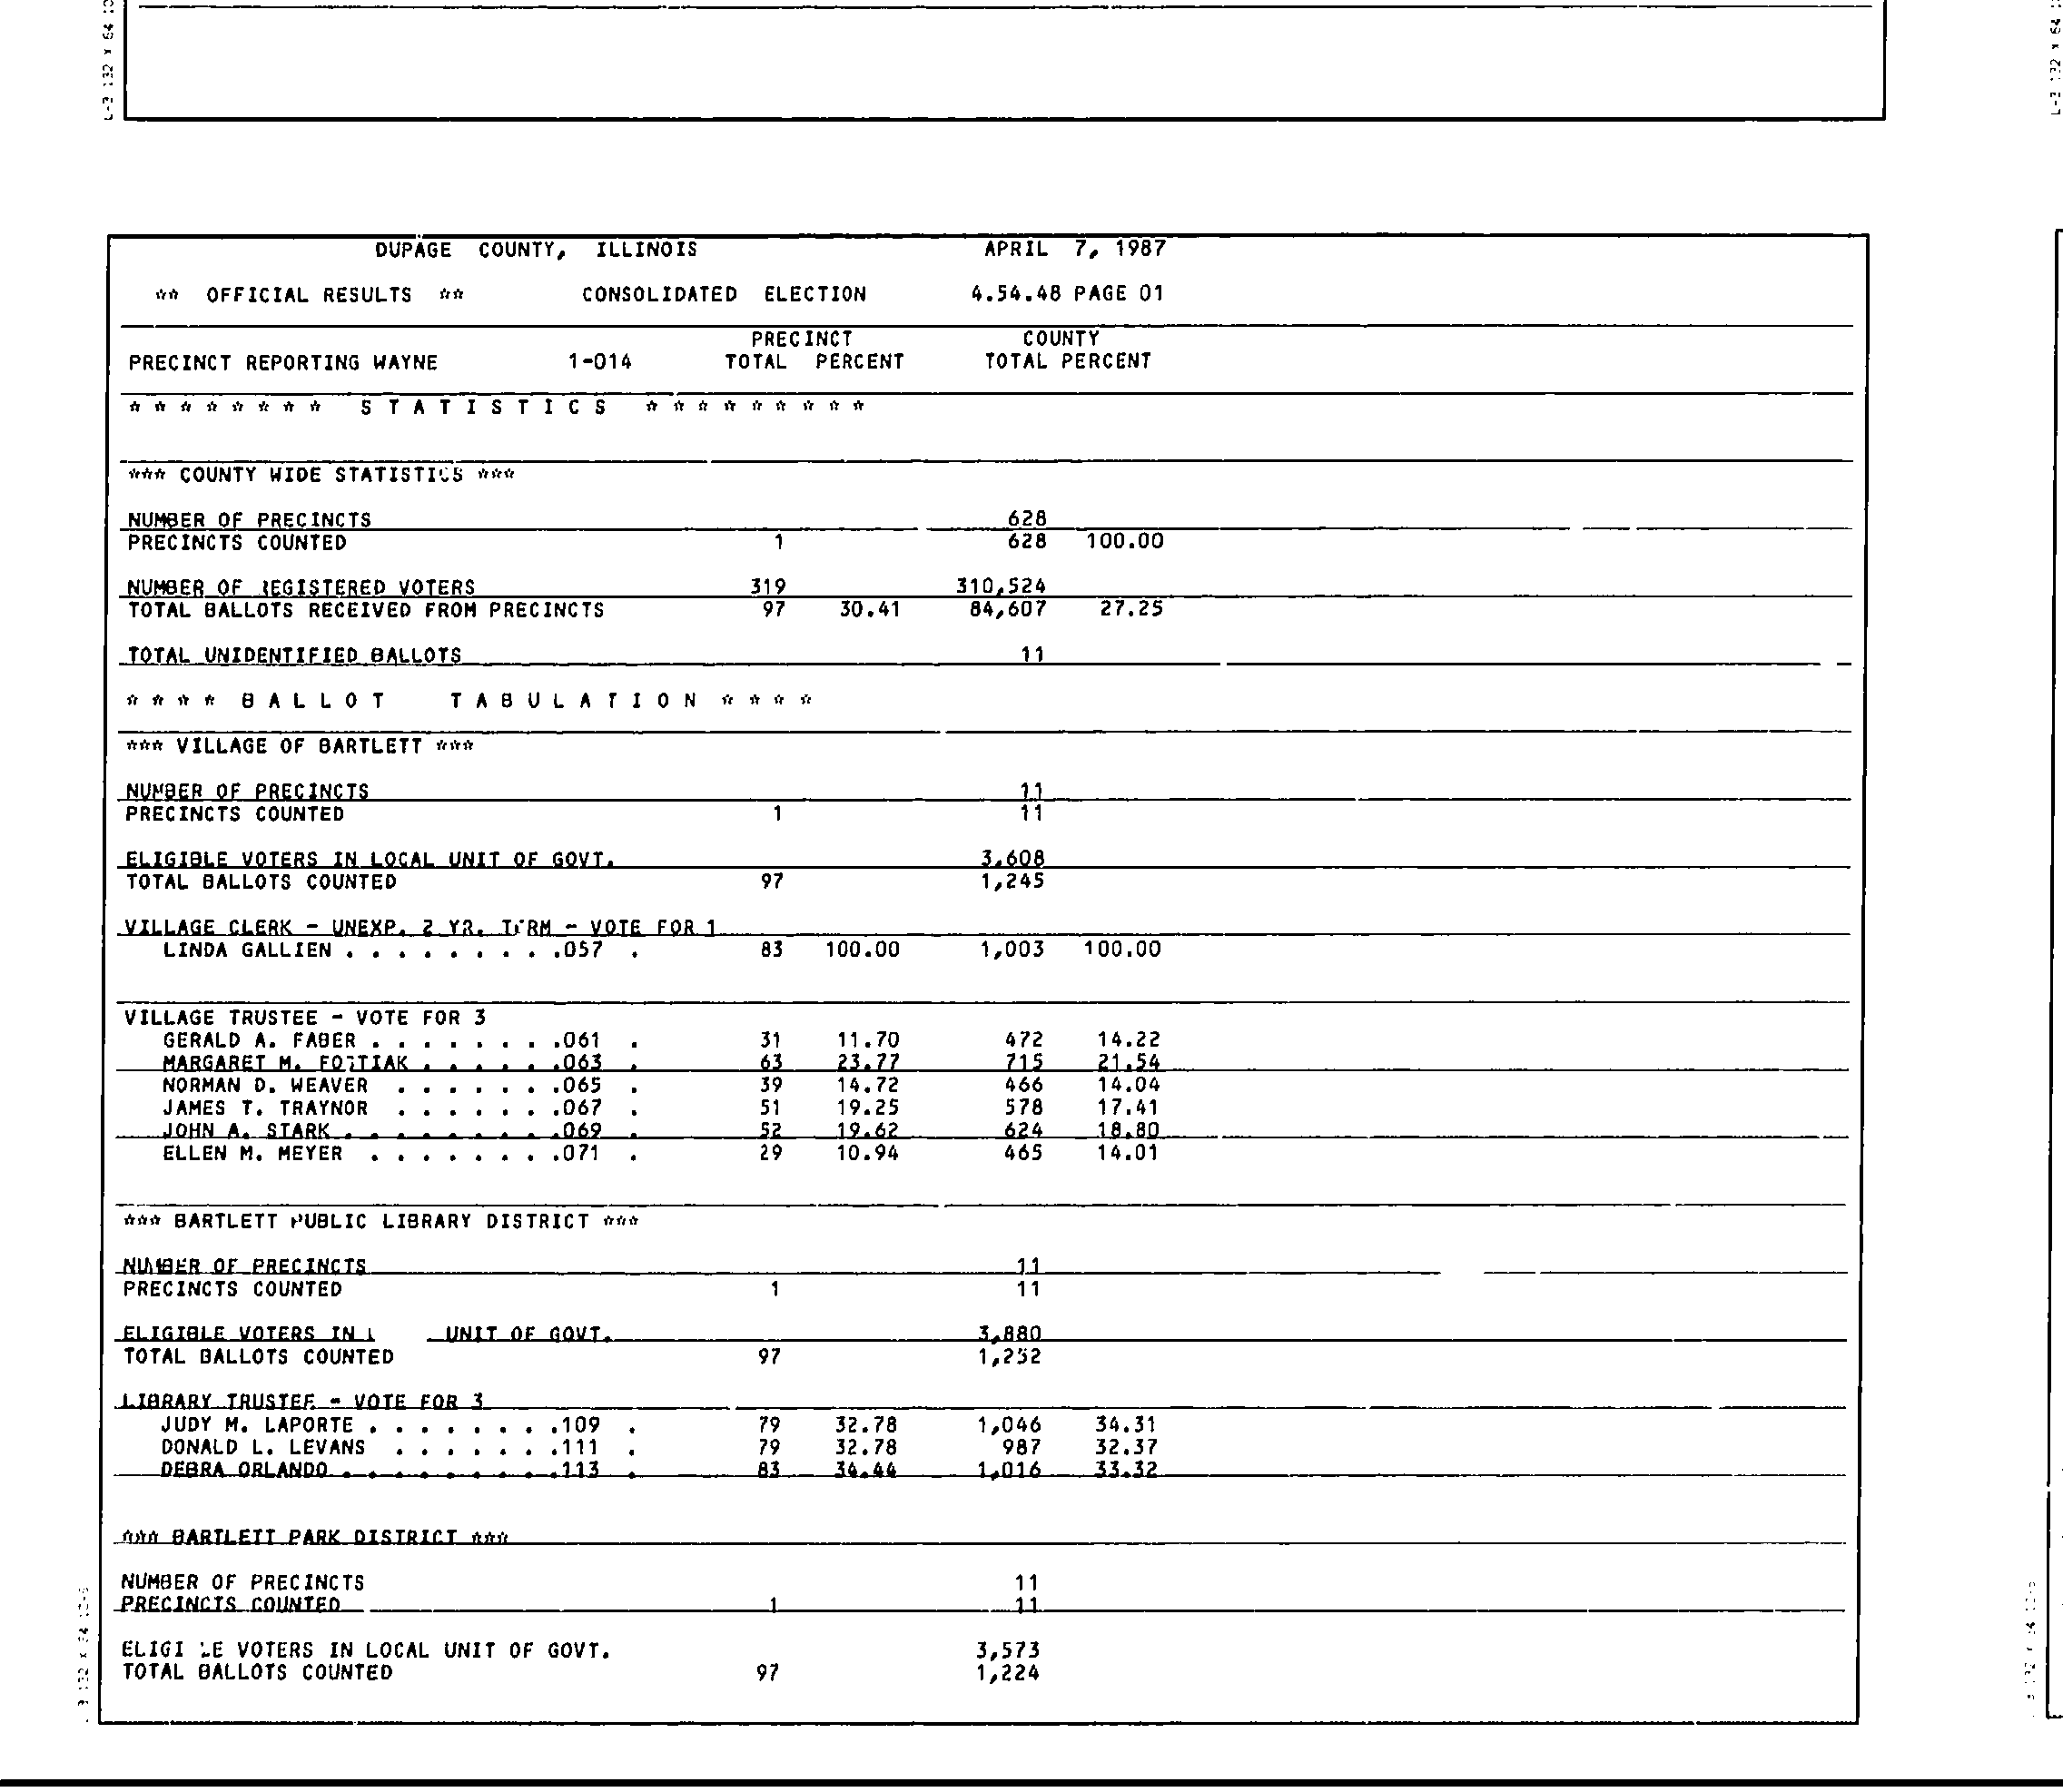 DUPAGE COUNTY, ILLINOIS APRIL 7, 1987
** OFFICIAL RESULTS ** CONSOLIDATED ELECTION 4.54.48 PAGE 01
PRECINCT COUNTY
PRECINCT REPORTING WAYNE 1-014 TOTAL PERCENT TOTAL PERCENT
* * * * * * * * S T A T I S T I C S * * * * * * * * *
*** COUNTY WIDE STATISTICS ***
NUMBER OF PRECINCTS 628
PRECINCTS COUNTED 1 628 100.00
NUMBER OF REGISTERED VOTERS 319 310,524
TOTAL BALLOTS RECEIVED FROM PRECINCTS 97 30.41 84,607 27.25
TOTAL UNIDENTIFIED BALLOTS 11
* * * * B A L L O T T A B U L A T I O N * * * *
*** VILLAGE OF BARTLETT ***
NUMBER OF PRECINCTS 11
PRECINCTS COUNTED 1 11
ELIGIBLE VOTERS IN LOCAL UNIT OF GOVT. 3,608
TOTAL BALLOTS COUNTED 97 1,245
VILLAGE CLERK - UNEXP. 2 YR. TERM - VOTE FOR 1
LINDA GALLIEN . . . . . . . . .057 . 83 100.00 1,003 100.00
VILLAGE TRUSTEE - VOTE FOR 3
GERALD A. FABER . . . . . . . .061 . 31 11.70 472 14.22
MARGARET M. . . . . . .063 . 63 23.77 715 21.54
NORMAN D. WEAVER . . . . . . .065 . 39 14.72 466 14.04
JAMES T. TRAYNOR . . . . . . .067 . 51 19.25 578 17.41
JOHN A. STARK . . . . . . . . .069 . 52 19.62 624 18.80
ELLEN M. MEYER . . . . . . . .071 . 29 10.94 465 14.01
*** BARTLETT PUBLIC LIBRARY DISTRICT ***
NUMBER OF PRECINCTS 11
PRECINCTS COUNTED 1 11
ELIGIBLE VOTERS IN UNIT OF GOVT. 3,880
TOTAL BALLOTS COUNTED 97 1,252
LIBRARY TRUSTEE - VOTE FOR 3
JUDY M. LAPORTE . . . . . . . .109 . 79 32.78 1,046 34.31
DONALD L. LEVANS . . . . . . .111 . 79 32.78 987 32.37
DEBRA ORLANDO . . . . . . . . .113 . 83 34.44 1,016 33.32
*** BARTLETT PARK DISTRICT ***
NUMBER OF PRECINCTS 11
PRECINCTS COUNTED 1 11
ELIGI LE VOTERS IN LOCAL UNIT OF GOVT. 3,573
TOTAL BALLOTS COUNTED 97 1,224